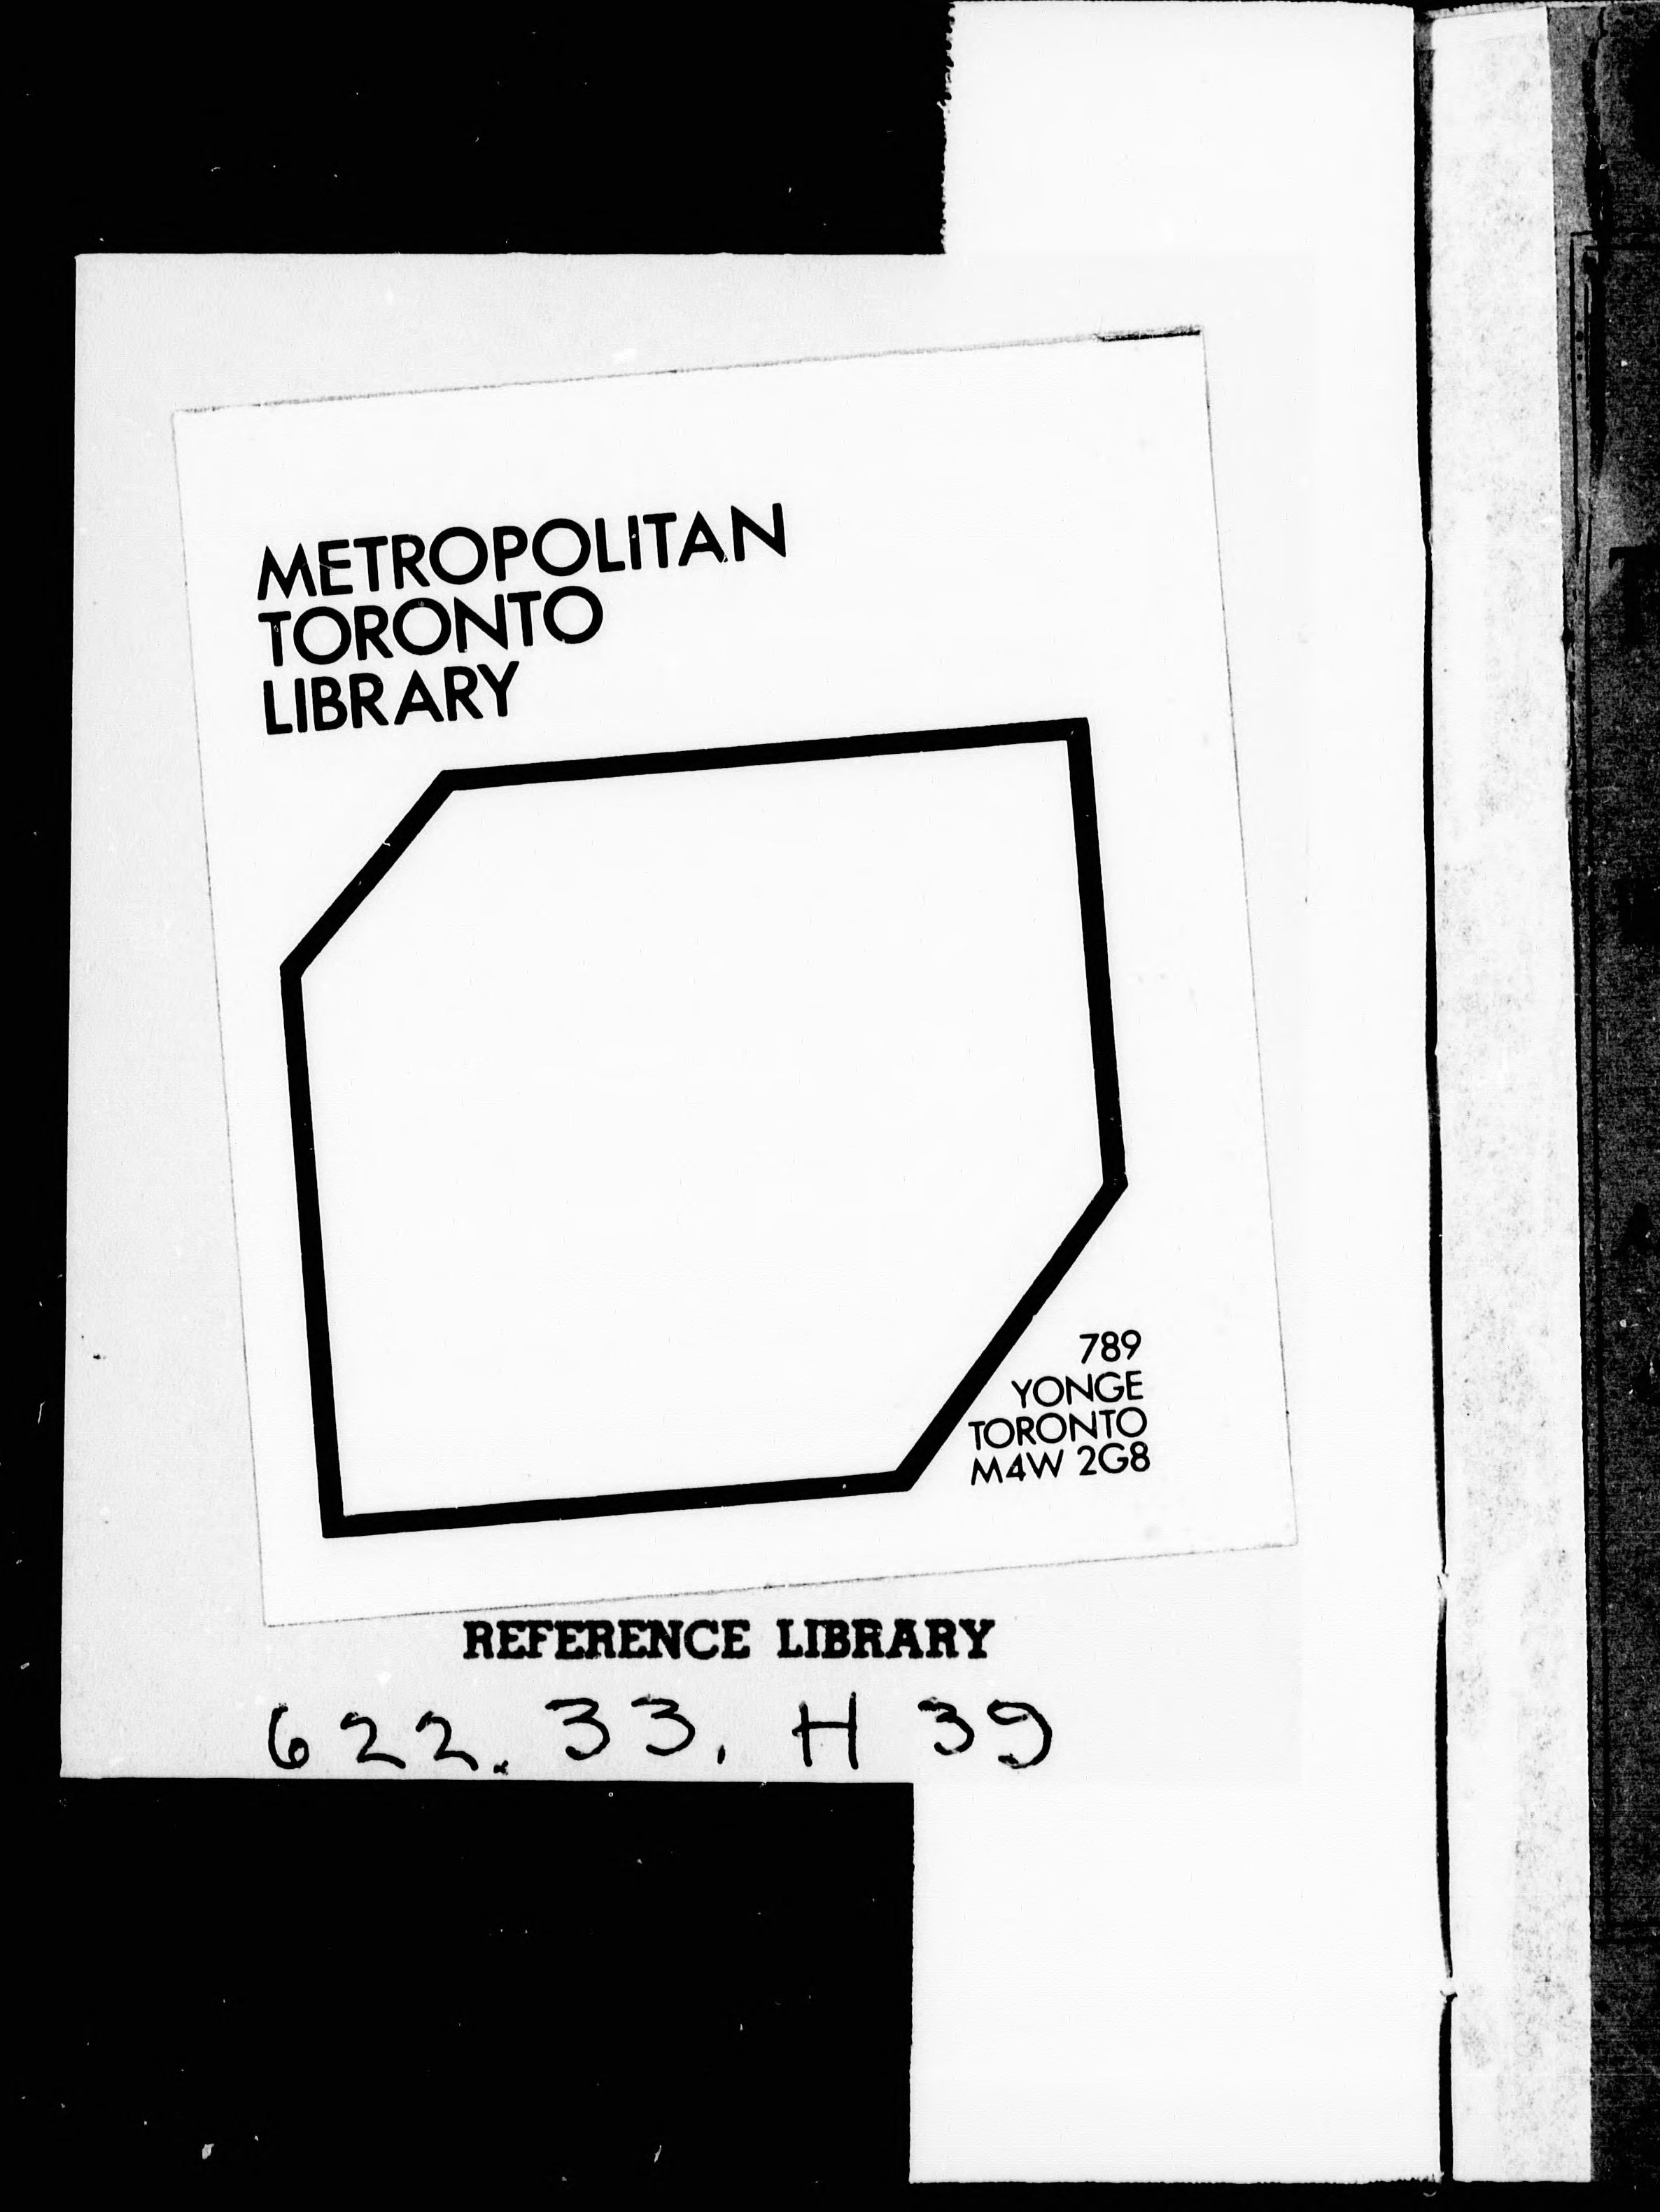 METROPOLITAN
TORONTO
LIBRARY
789
YONGE
TORONTO
M4W 2G8
REFERENCE LIBRARY
622.33.H 39